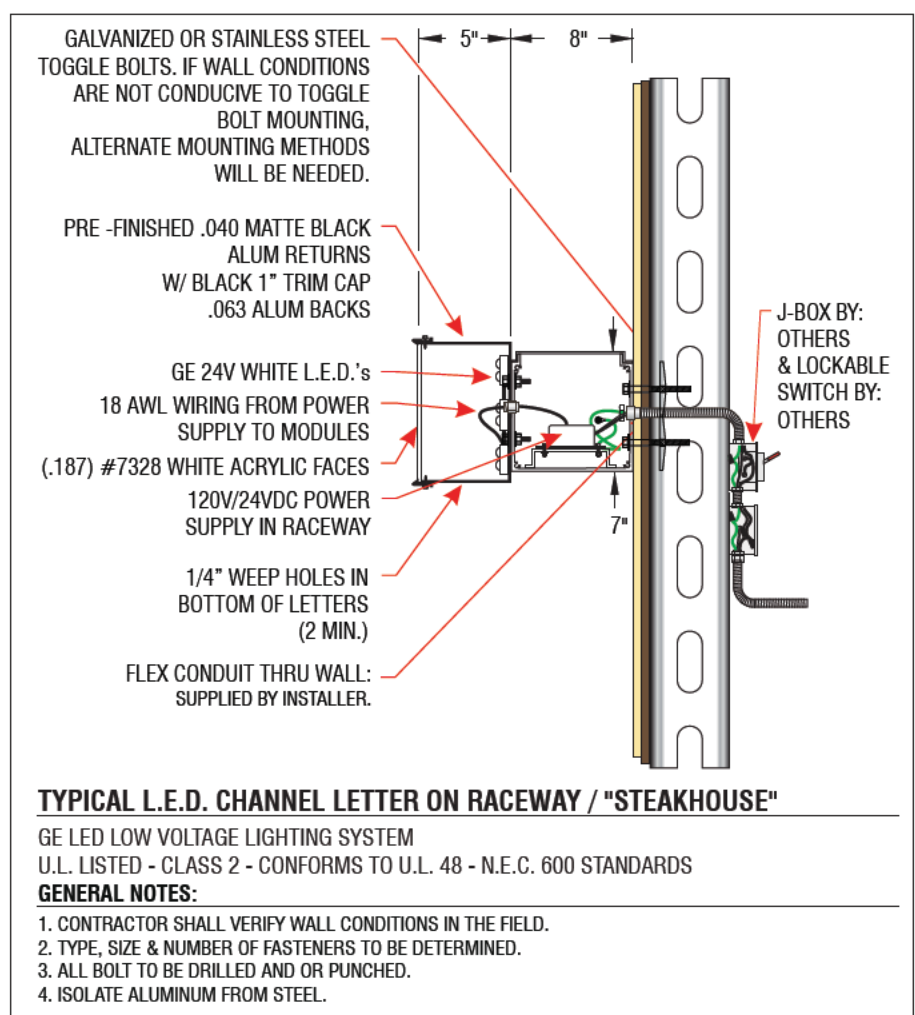 GALVANIZED OR STAINLESS STEEL
TOGGLE BOLTS. IF WALL CONDITIONS
ARE NOT CONDUCIVE TO TOGGLE
BOLT MOUNTING,
ALTERNATE MOUNTING METHODS
WILL BE NEEDED.
5"
8"
PRE -FINISHED .040 MATTE BLACK
ALUM RETURNS
W/ BLACK 1” TRIM CAP
.063 ALUM BACKS
J-BOX BY:
OTHERS
& LOCKABLE
SWITCH BY:
OTHERS
GE 24V WHITE L.E.D.'s
18 AWL WIRING FROM POWER
SUPPLY TO MODULES
(.187) #7328 WHITE ACRYLIC FACES
120V/24VDC POWER
SUPPLY IN RACEWAY
7"
1/4” WEEP HOLES IN
BOTTOM OF LETTERS
(2 MIN.)
FLEX CONDUIT THRU WALL:
SUPPLIED BY INSTALLER.
TYPICAL L.E.D. CHANNEL LETTER ON RACEWAY / "STEAKHOUSE"
GE LED LOW VOLTAGE LIGHTING SYSTEM
U.L. LISTED - CLASS 2 - CONFORMS TO U.L. 48 - N.E.C. 600 STANDARDS
GENERAL NOTES:
1. CONTRACTOR SHALL VERIFY WALL CONDITIONS IN THE FIELD.
2. TYPE, SIZE & NUMBER OF FASTENERS TO BE DETERMINED.
3. ALL BOLT TO BE DRILLED AND OR PUNCHED.
4. ISOLATE ALUMINUM FROM STEEL.